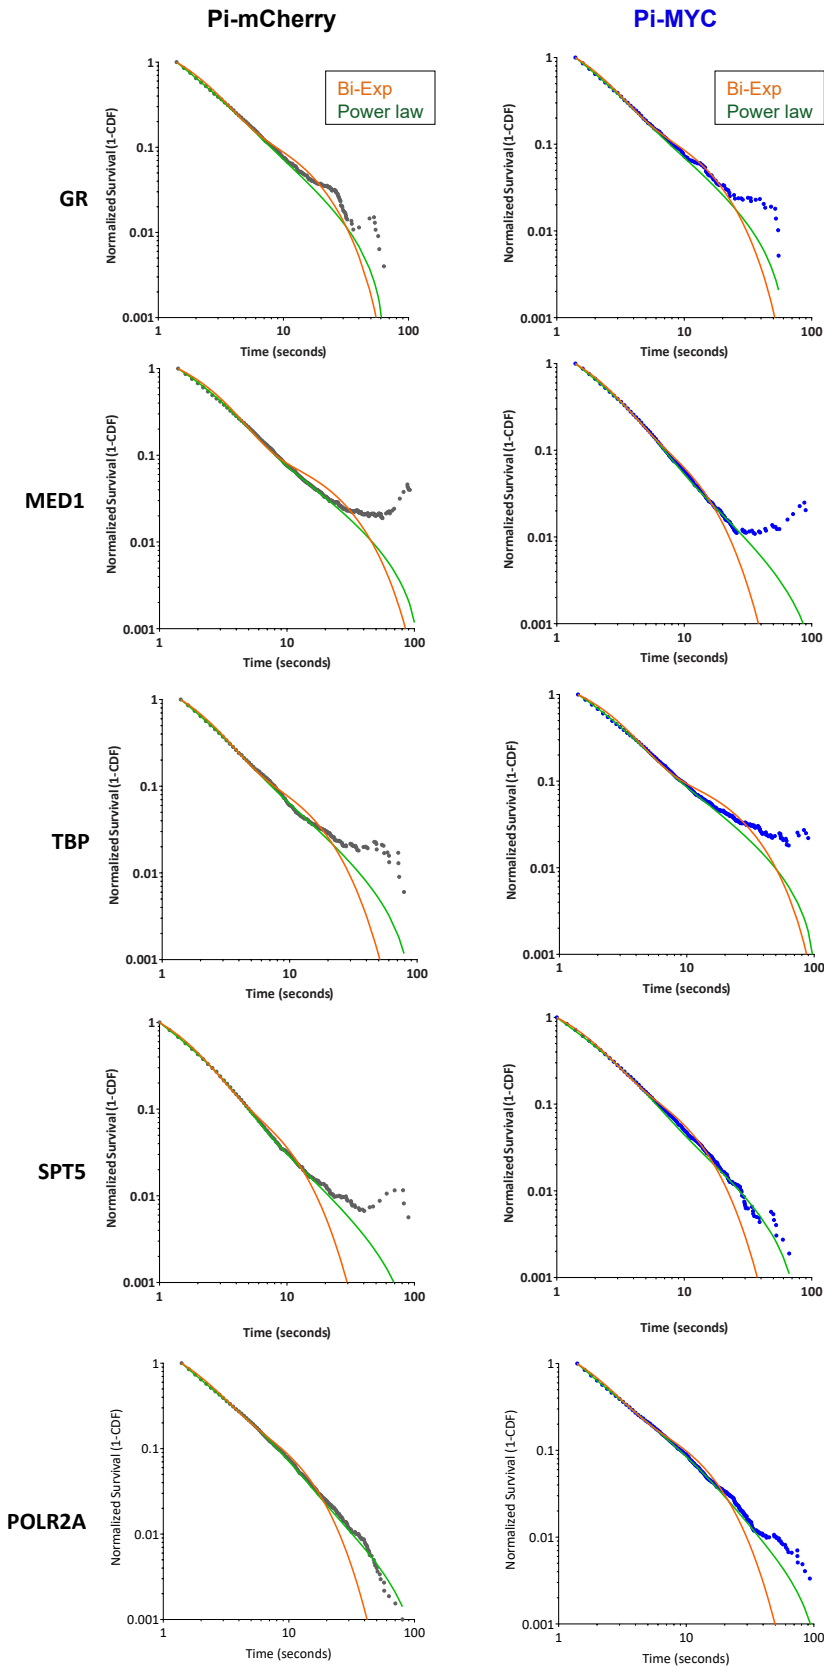 Pi-mCherry
Pi-MYC
GR
Normalized Survival (1-CDF)
1
0.1
0.01
0.001
Bi-Exp
Power law
1
10
100
Time (seconds)
Normalized Survival (1-CDF)
1
0.1
0.01
0.001
Bi-Exp
Power law
1
10
100
Time (seconds)
MED1
Normalized Survival (1-CDF)
1
0.1
0.01
0.001
1
10
100
Time (seconds)
Normalized Survival (1-CDF)
1
0.1
0.01
0.001
1
10
100
Time (seconds)
TBP
Normalized Survival (1-CDF)
1
0.1
0.01
0.001
1
10
100
Time (seconds)
Normalized Survival (1-CDF)
1
0.1
0.01
0.001
1
10
100
Time (seconds)
SPT5
Normalized Survival (1-CDF)
1
0.1
0.01
0.001
1
10
100
Time (seconds)
Normalized Survival (1-CDF)
1
0.1
0.01
0.001
1
10
100
Time (seconds)
POLR2A
Normalized Survival (1-CDF)
1
0.1
0.01
0.001
1
10
100
Time (seconds)
Normalized Survival (1-CDF)
1
0.1
0.01
0.001
1
10
100
Time (seconds)